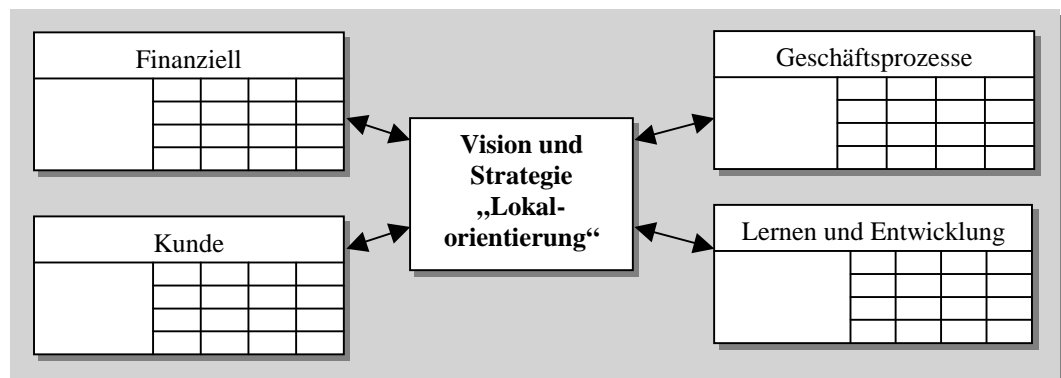 Finanziell
Geschäftsprozesse
Vision und
Strategie
„Lokal-
orientierung“
Kunde
Lernen und Entwicklung